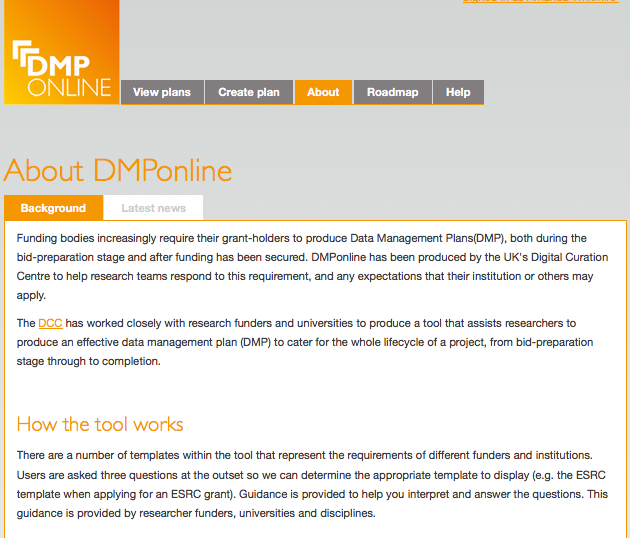 DMP
ONLINE
View plans
Create plan
About
Roadmap
Help
About DMPonline
Background
Latest news
Funding bodies increasingly require their grant-holders to produce Data Management Plans(DMP), both during the
bid-preparation stage and after funding has been secured. DMPonline has been produced by the UK's Digital Curation
Centre to help research teams respond to this requirement, and any expectations that their institution or others may
apply.
The DCC has worked closely with research funders and universities to produce a tool that assists researchers to
produce an effective data management plan (DMP) to cater for the whole lifecycle of a project, from bid-preparation
stage through to completion.
How the tool works
There are a number of templates within the tool that represent the requirements of different funders and institutions.
Users are asked three questions at the outset so we can determine the appropriate template to display (e.g. the ESRC
template when applying for an ESRC grant). Guidance is provided to help you interpret and answer the questions. This
guidance is provided by researcher funders, universities and disciplines.